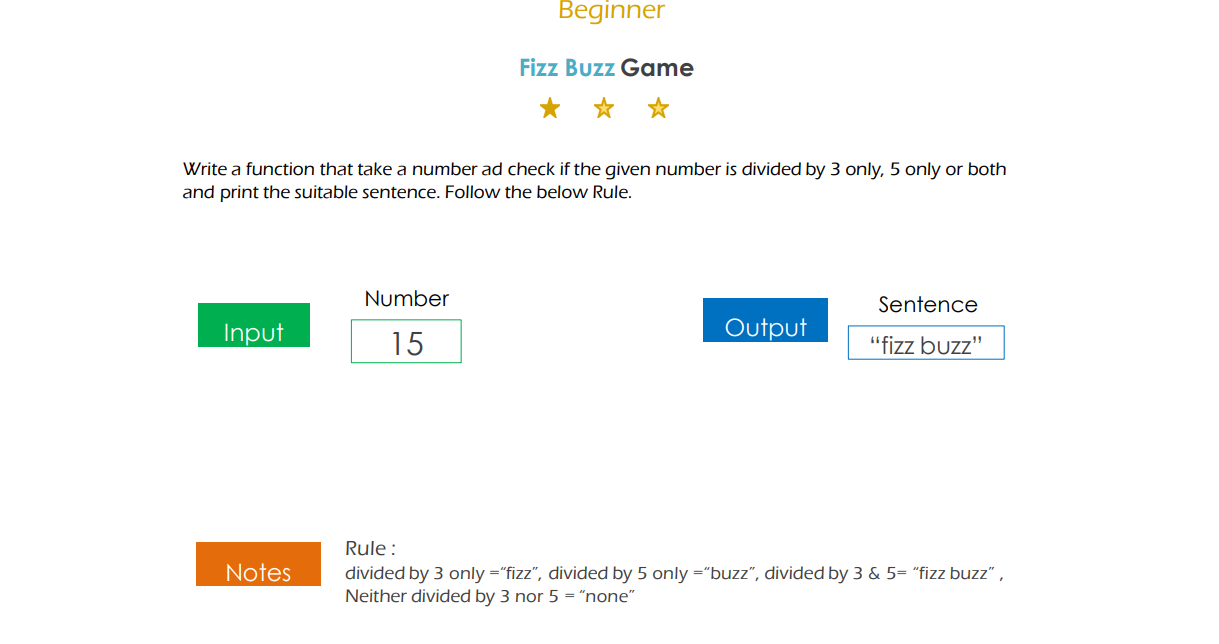 Beginner
Fizz Buzz Game
Write a function that take a number ad check if the given number is divided by 3 only, 5 only or both
and print the suitable sentence. Follow the below Rule.
Number
Input
15
Sentence
Output
“fizz buzz”
Rule :
Notes
divided by 3 only =“fizz”, divided by 5 only =“buzz”, divided by 3 & 5= “fizz buzz” ,
Neither divided by 3 nor 5 = “none”